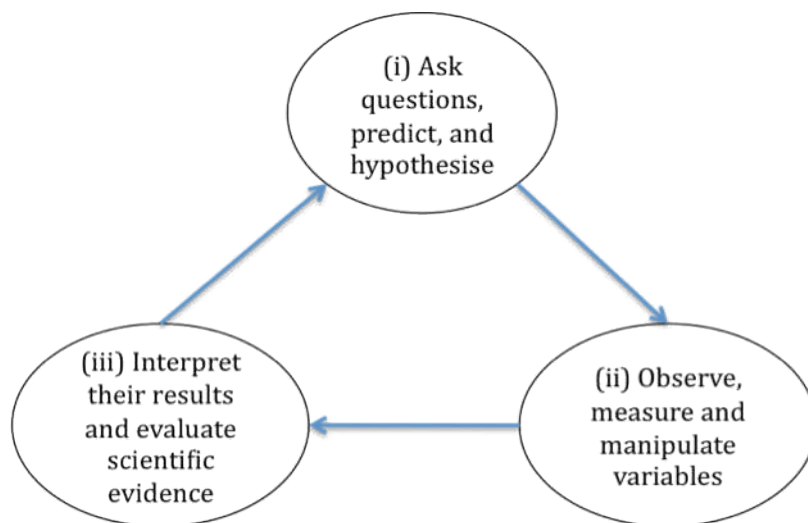 (i) Ask
questions,
predict, and
hypothesise
(iii) Interpret
their results
and evaluate
scientific
evidence
(ii) Observe,
measure and
manipulate
variables